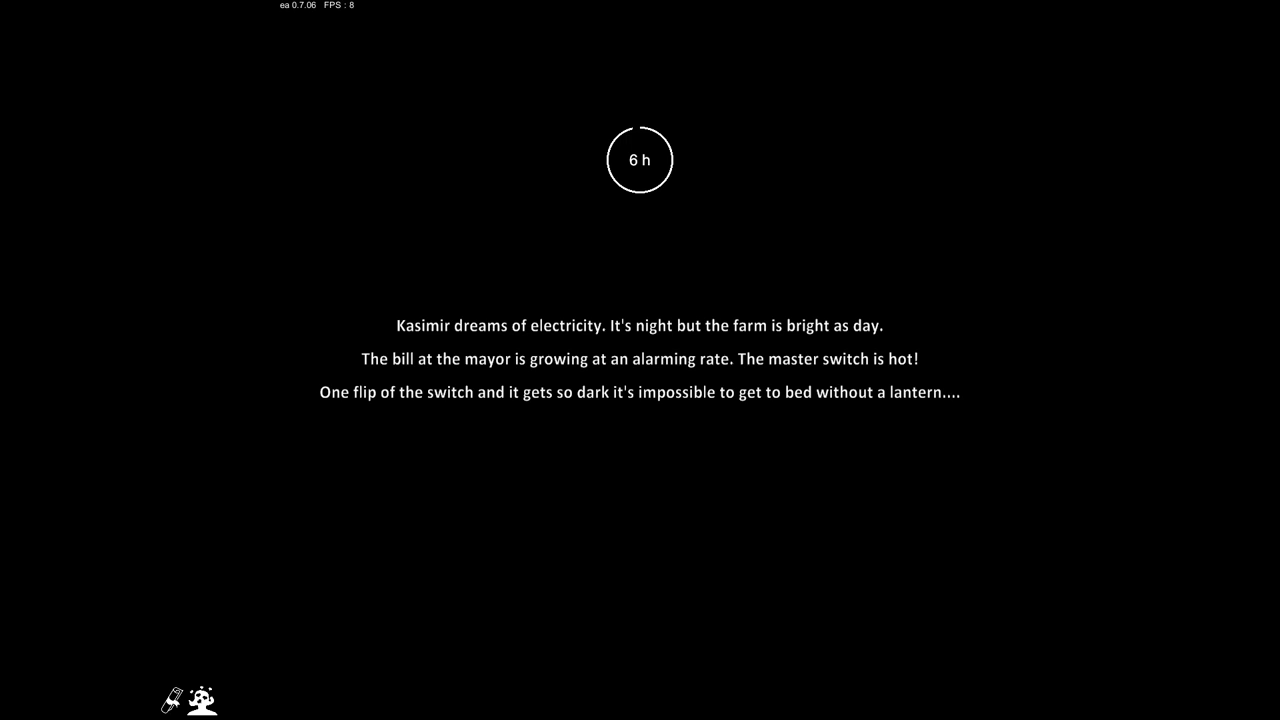 ea 0.7.06 FPS : 8
6 h
Kasimir dreams of electricity. It's night but the farm is bright as day.
The bill at the mayor is growing at an alarming rate. The master switch is hot!
One flip of the switch and it gets so dark it's impossible to get to bed without a lantern....